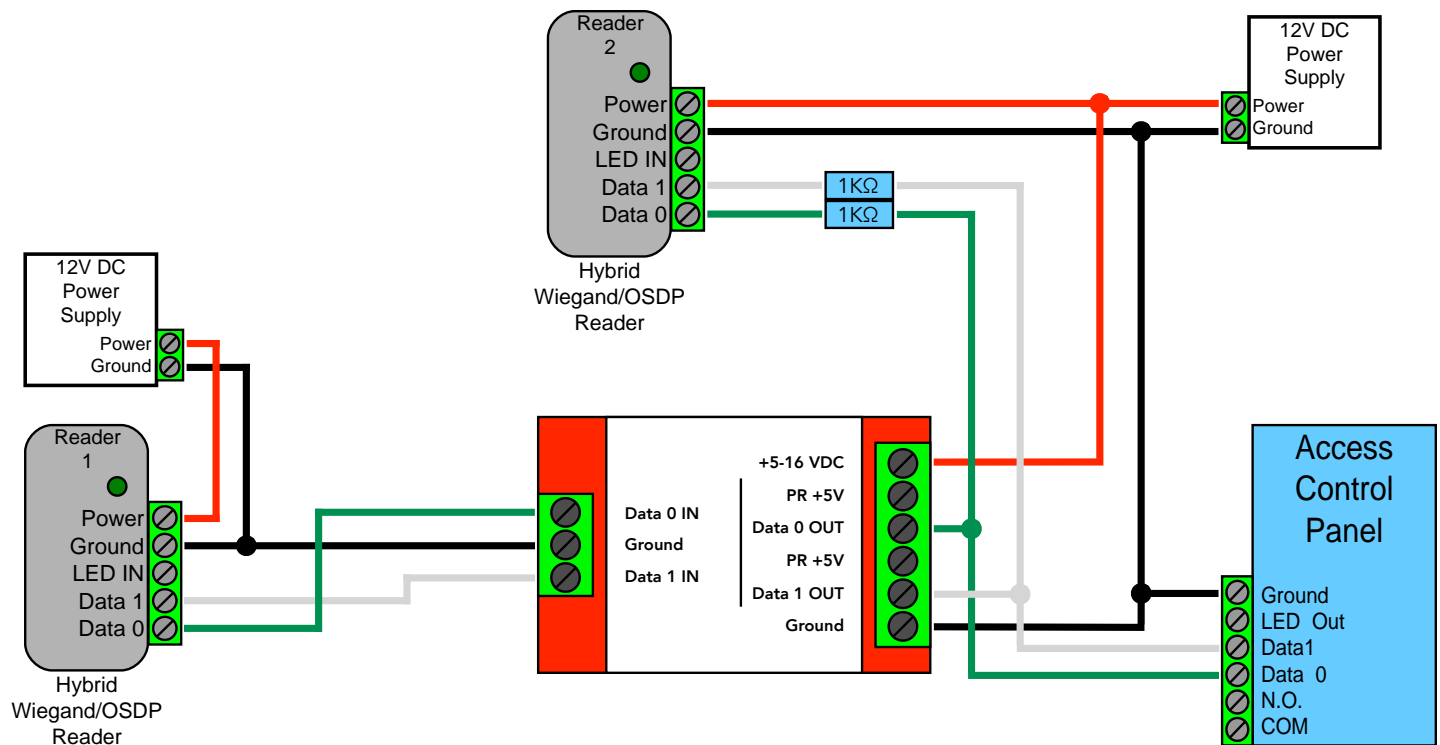 Reader
2
Power
Ground
LED IN
Data 1
Data 0
Hybrid
Wiegand/OSDP
Reader
1KΩ
1KΩ
12V DC
Power
Supply
Power
Ground
12V DC
Power
Supply
Power
Ground
Reader
1
Power
Ground
LED IN
Data 1
Data 0
Hybrid
Wiegand/OSDP
Reader
Data 0 IN
Ground
Data 1 IN
+5-16 VDC
PR +5V
Data 0 OUT
PR +5V
Data 1 OUT
Ground
Access
Control
Panel
Ground
LED Out
Data1
Data 0
N.O.
COM